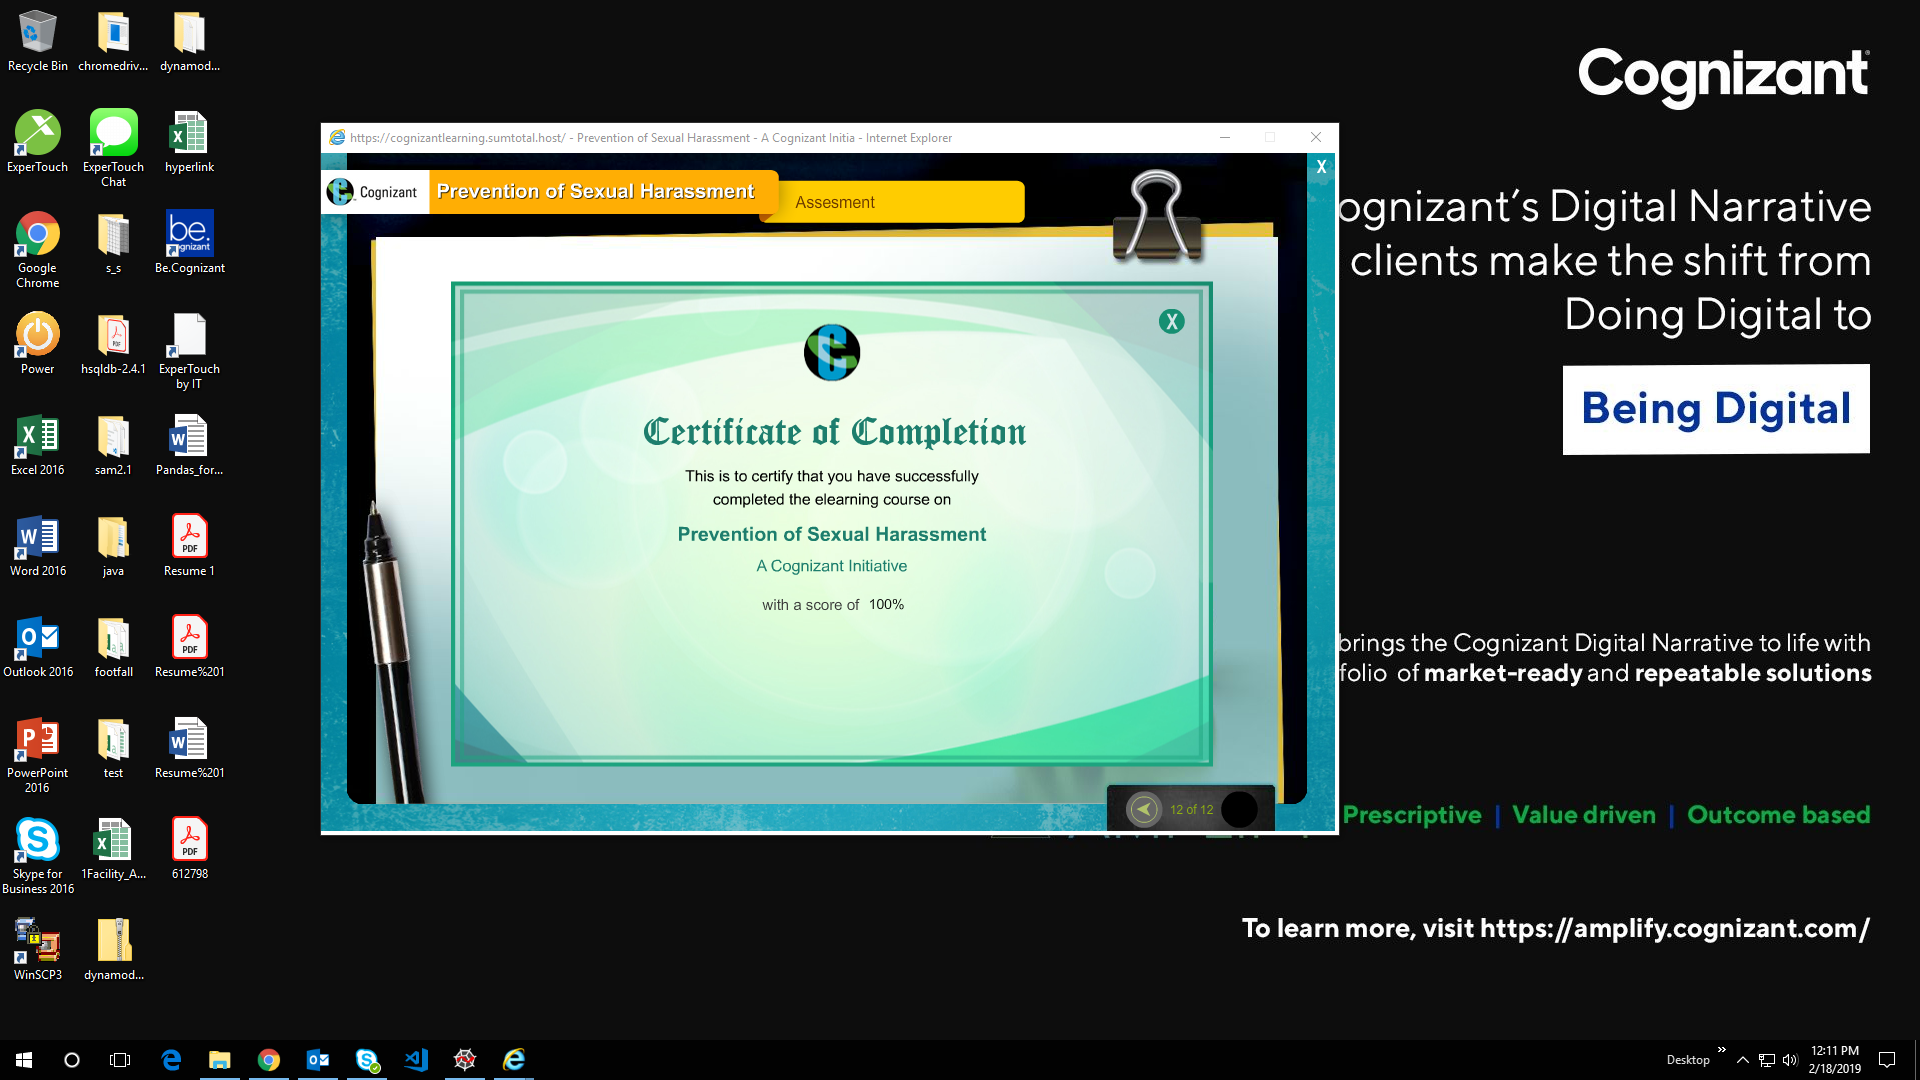 Recycle Bin
chromedriv...
dynamod...
ExperTouch
ExperTouch
Chat
hyperlink
Google
Chrome
s_s
be.
cognizant
Be.Cognizant
Power
hsqldb-2.4.1
ExperTouch
by IT
Excel 2016
sam2.1
Pandas_for...
Word 2016
java
PDF
Resume 1
Outlook 2016
footfall
PDF
Resume%201
PowerPoint
2016
test
Resume%201
Skype for
Business 2016
1Facility_A...
PDF
612798
WinSCP3
dynamod...
https://cognizantlearning.sumtotal.host/ - Prevention of Sexual Harassment - A Cognizant Initia - Internet Explorer
X
Cognizant
Prevention of Sexual Harassment
Assesment
X
Certificate of Completion
This is to certify that you have successfully
completed the elearning course on
Prevention of Sexual Harassment
A Cognizant Initiative
with a score of 100%
12 of 12
Cognizant
ognizant's Digital Narrative
clients make the shift from
Doing Digital to
Being Digital
brings the Cognizant Digital Narrative to life with
folio of market-ready and repeatable solutions
Prescriptive | Value driven | Outcome based
To learn more, visit https://amplify.cognizant.com/
Desktop
12:11 PM
2/18/2019